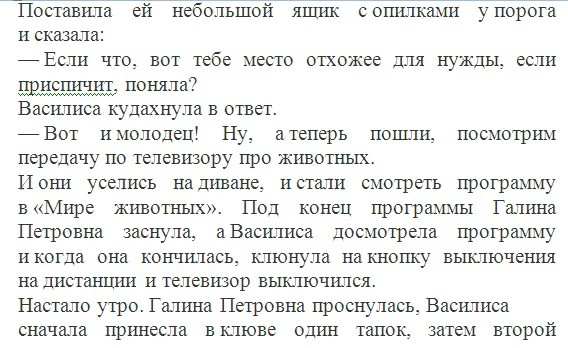 Поставила ей небольшой ящик с опилками у порога
и сказала:
— Если что, вот тебе место отхожее для нужды, если
приспичит, поняла?
Василиса кудахнула в ответ.
— Вот и молодец! Ну, а теперь пошли, посмотрим
передачу по телевизору про животных.
И они уселись на диване, и стали смотреть программу
в «Мире животных». Под конец программы Галина
Петровна заснула, а Василиса досмотрела программу
и когда она кончилась, клюнула на кнопку выключения
на дистанции и телевизор выключился.
Настало утро. Галина Петровна проснулась, Василиса
сначала принесла в клюве один тапок, затем второй